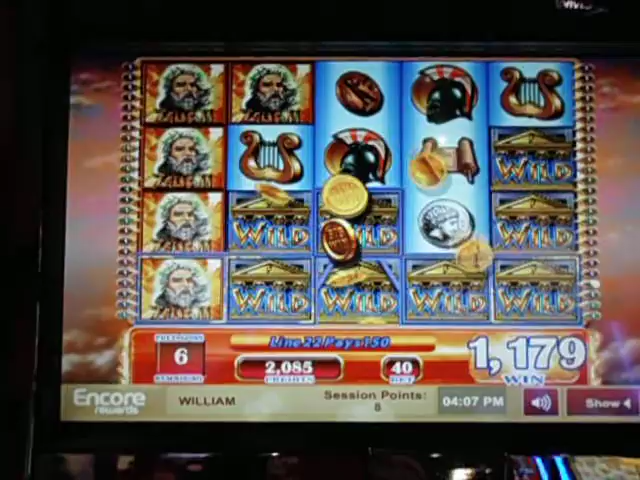 WILD
WILD
WILD
WILD
WILD
WILD
WILD
WILD
FREE SPINS
6
REMAINING
Line 22 Pays 150
2,085
CREDITS
40
BET
1,179
WIN
Encore
rewards
WILLIAM
Session Points:
8
04:07 PM
Show